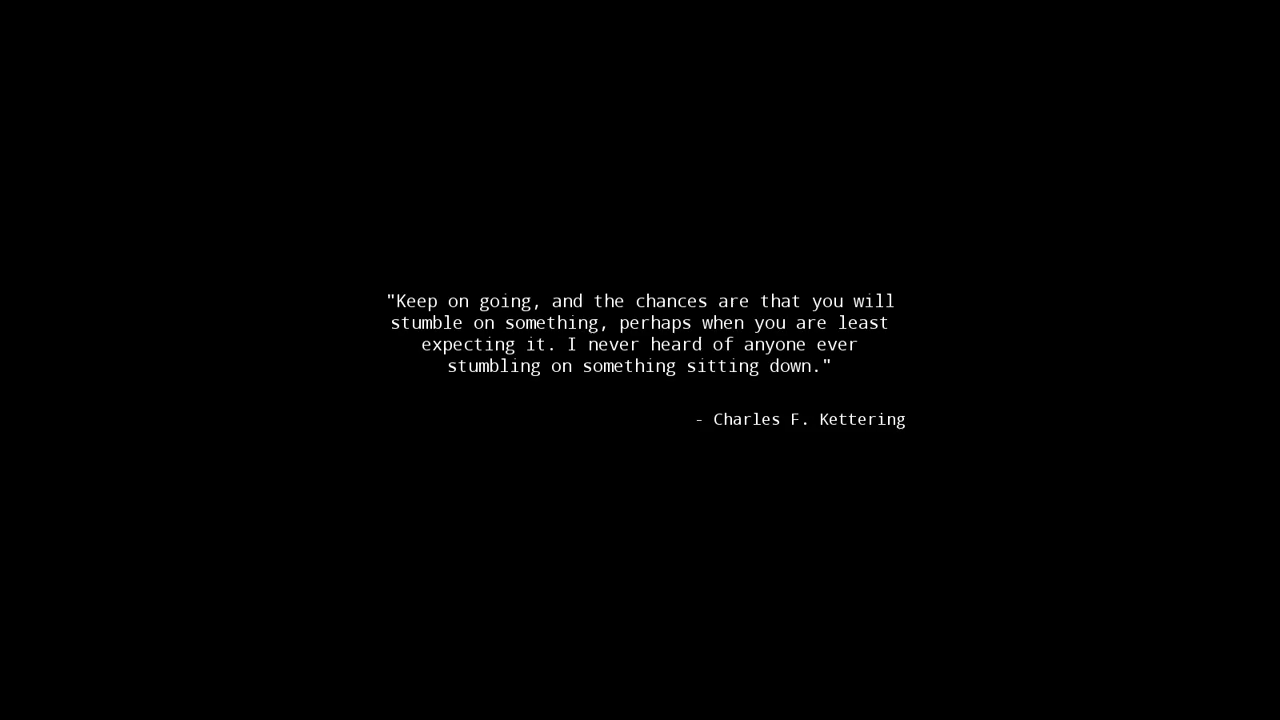 "Keep on going, and the chances are that you will
stumble on something, perhaps when you are least
expecting it. I never heard of anyone ever
stumbling on something sitting down."
- Charles F. Kettering